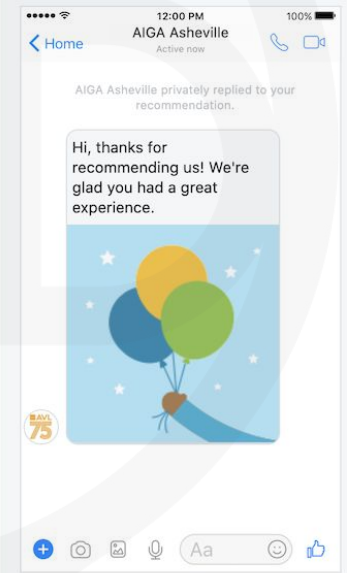 12:00 PM
100%
Home
AIGA Asheville
Active now
AIGA Asheville privately replied to your
recommendation.
Hi, thanks for
recommending us! We're
glad you had a great
experience.
AVL
75
Aa